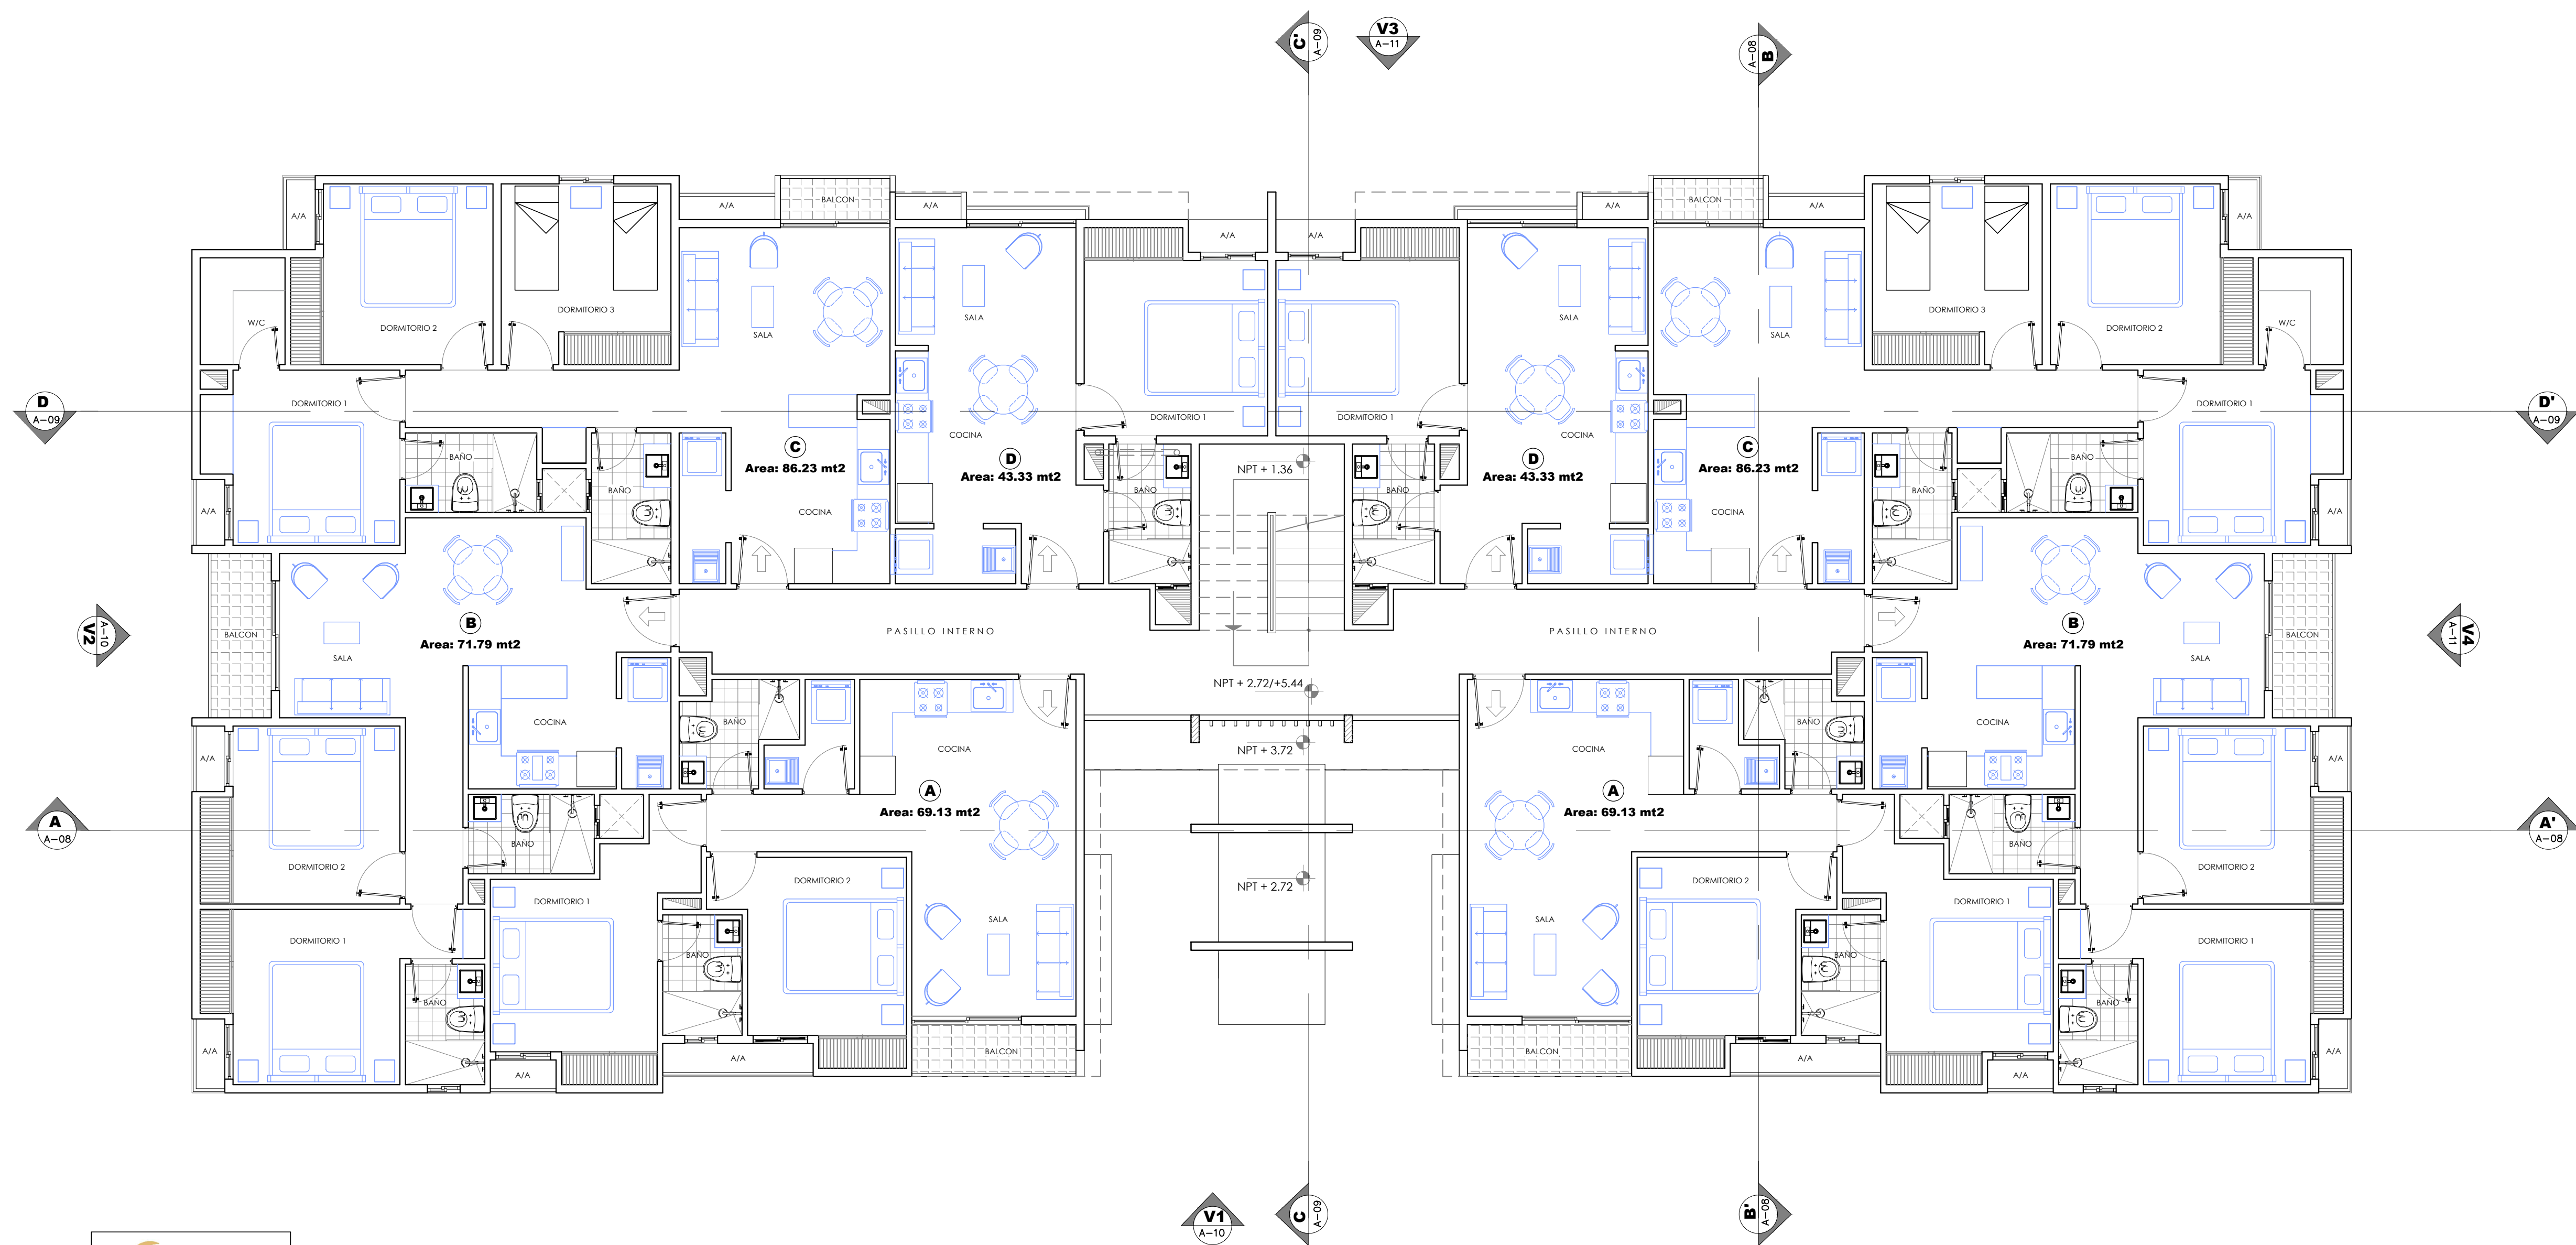 C'
A-09
V3
A-11
A-08
B
A/A
BALCON
A/A
A/A
A/A
A/A
A/A
BALCON
A/A
A/A
DORMITORIO 2
DORMITORIO 3
SALA
SALA
SALA
SALA
DORMITORIO 3
DORMITORIO 2
W/C
W/C
D
A-09
DORMITORIO 1
DORMITORIO 1
DORMITORIO 1
DORMITORIO 1
D'
A-09
COCINA
COCINA
C
Area: 86.23 mt2
D
Area: 43.33 mt2
NPT + 1.36
D
Area: 43.33 mt2
C
Area: 86.23 mt2
BAÑO
BAÑO
BAÑO
BAÑO
BAÑO
BAÑO
A/A
COCINA
COCINA
A/A
V2
A-10
BALCON
B
Area: 71.79 mt2
SALA
PASILLO INTERNO
PASILLO INTERNO
B
Area: 71.79 mt2
SALA
BALCON
V4
A-11
NPT + 2.72/+5.44
COCINA
BAÑO
COCINA
NPT + 3.72
COCINA
BAÑO
COCINA
A/A
A/A
A
A-08
A
Area: 69.13 mt2
A
Area: 69.13 mt2
A'
A-08
DORMITORIO 2
BAÑO
DORMITORIO 2
NPT + 2.72
DORMITORIO 2
BAÑO
DORMITORIO 2
DORMITORIO 1
DORMITORIO 1
SALA
SALA
DORMITORIO 1
DORMITORIO 1
BAÑO
BAÑO
BAÑO
BAÑO
A/A
A/A
A/A
BALCON
BALCON
A/A
A/A
A/A
V1
A-10
C
A-09
B'
A-08